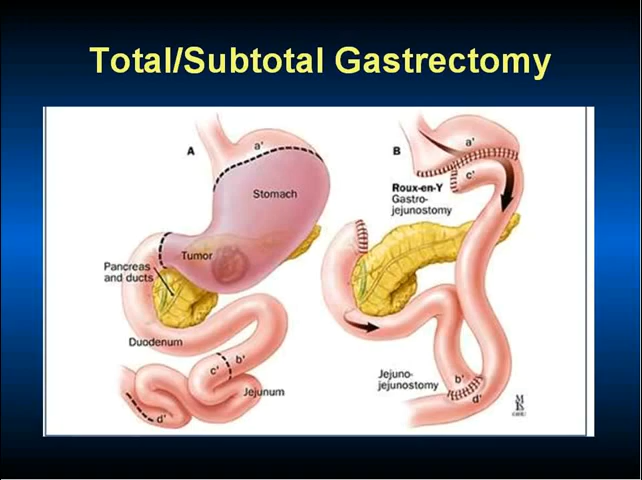 Total/Subtotal Gastrectomy
A
a'
Stomach
Tumor
Pancreas
and ducts
Duodenum
b'
c'
Jejunum
d'
B
a'
c'
Roux-en-Y
Gastro-
jejunostomy
Jejuno-
jejunostomy
b'
d'